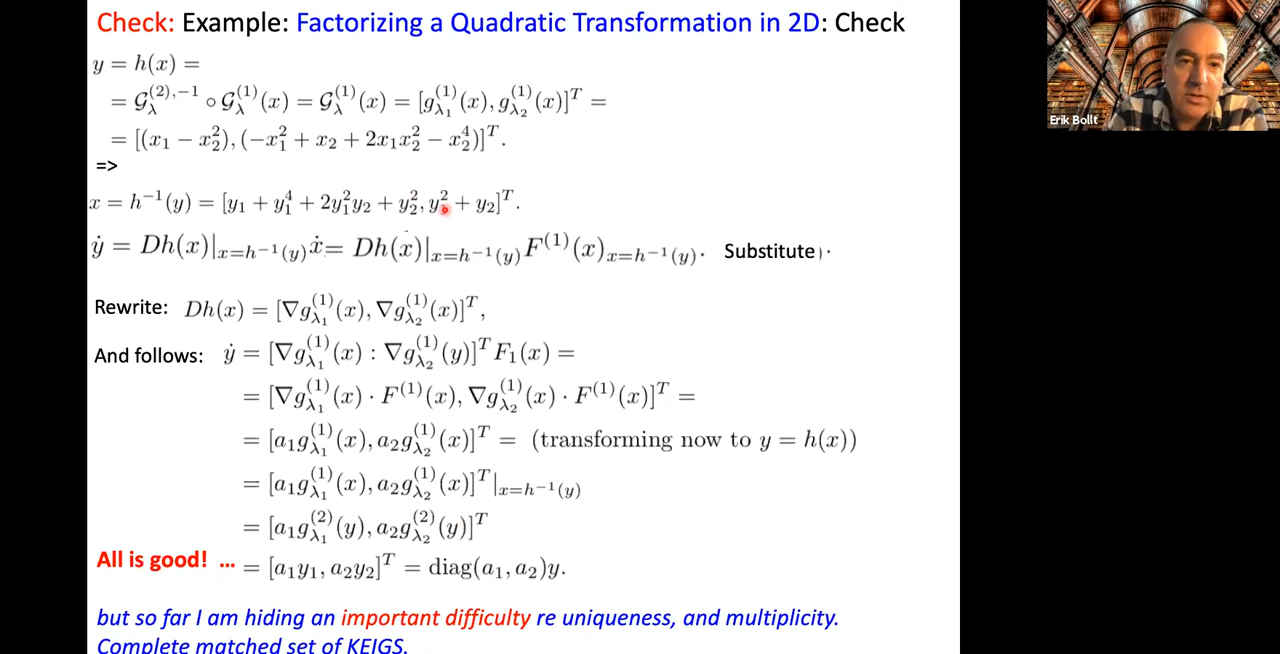 Check: Example: Factorizing a Quadratic Transformation in 2D: Check
y = h(x) =
= 𝒢_λ^{(2),-1} ∘ 𝒢_λ^{(1)}(x) = 𝒢_λ^{(1)}(x) = [g_{λ_1}^{(1)}(x), g_{λ_2}^{(1)}(x)]^T =
= [(x_1 − x_2^2), (−x_1^2 + x_2 + 2x_1x_2^2 − x_2^4)]^T.
=>
x = h^{−1}(y) = [y_1 + y_1^4 + 2y_1^2y_2 + y_2^2, y_1^2 + y_2]^T.
ẏ = Dh(x)|_{x=h^{−1}(y)} ẋ = Dh(x)|_{x=h^{−1}(y)} F^{(1)}(x)_{x=h^{−1}(y)}. Substitute
Rewrite: Dh(x) = [∇g_{λ_1}^{(1)}(x), ∇g_{λ_2}^{(1)}(x)]^T,
And follows: ẏ = [∇g_{λ_1}^{(1)}(x) : ∇g_{λ_2}^{(1)}(y)]^T F_1(x) =
= [∇g_{λ_1}^{(1)}(x) · F^{(1)}(x), ∇g_{λ_2}^{(1)}(x) · F^{(1)}(x)]^T =
= [a_1g_{λ_1}^{(1)}(x), a_2g_{λ_2}^{(1)}(x)]^T = (transforming now to y = h(x))
= [a_1g_{λ_1}^{(1)}(x), a_2g_{λ_2}^{(1)}(x)]^T|_{x=h^{−1}(y)}
= [a_1g_{λ_1}^{(2)}(y), a_2g_{λ_2}^{(2)}(y)]^T
All is good! ... = [a_1y_1, a_2y_2]^T = diag(a_1, a_2)y.
but so far I am hiding an important difficulty re uniqueness, and multiplicity.
Complete matched set of KEIGS.
Erik Bollt